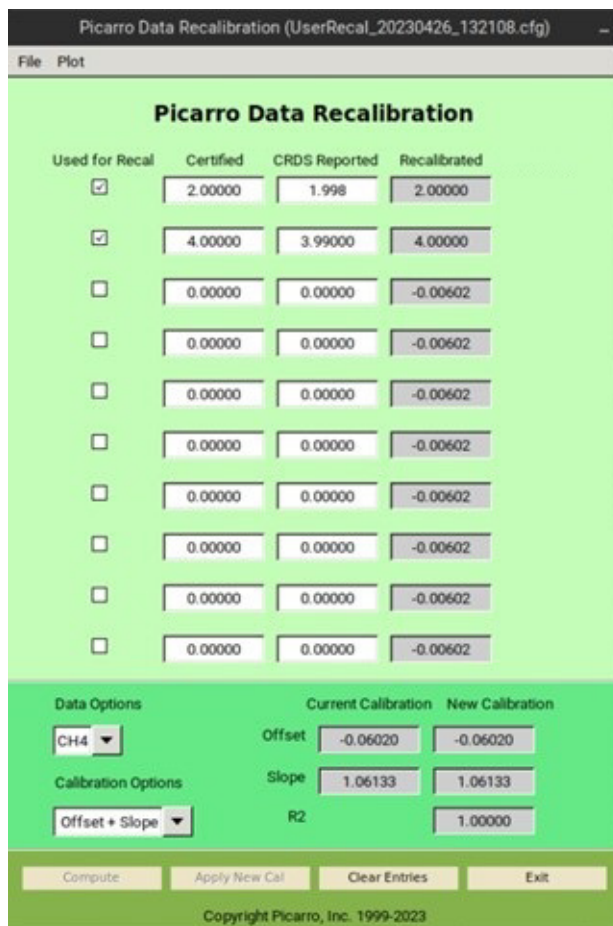 Picarro Data Recalibration (UserRecal_20230426_132108.cfg)
File Plot
Picarro Data Recalibration
Used for Recal Certified CRDS Reported Recalibrated
2.00000 1.998 2.00000
4.00000 3.99000 4.00000
0.00000 0.00000 -0.00602
0.00000 0.00000 -0.00602
0.00000 0.00000 -0.00602
0.00000 0.00000 -0.00602
0.00000 0.00000 -0.00602
0.00000 0.00000 -0.00602
0.00000 0.00000 -0.00602
0.00000 0.00000 -0.00602
Data Options Current Calibration New Calibration
CH4 Offset -0.06020 -0.06020
Calibration Options Slope 1.06133 1.06133
Offset + Slope R2 1.00000
Compute Apply New Cal Clear Entries Exit
Copyright Picarro, Inc. 1999-2023